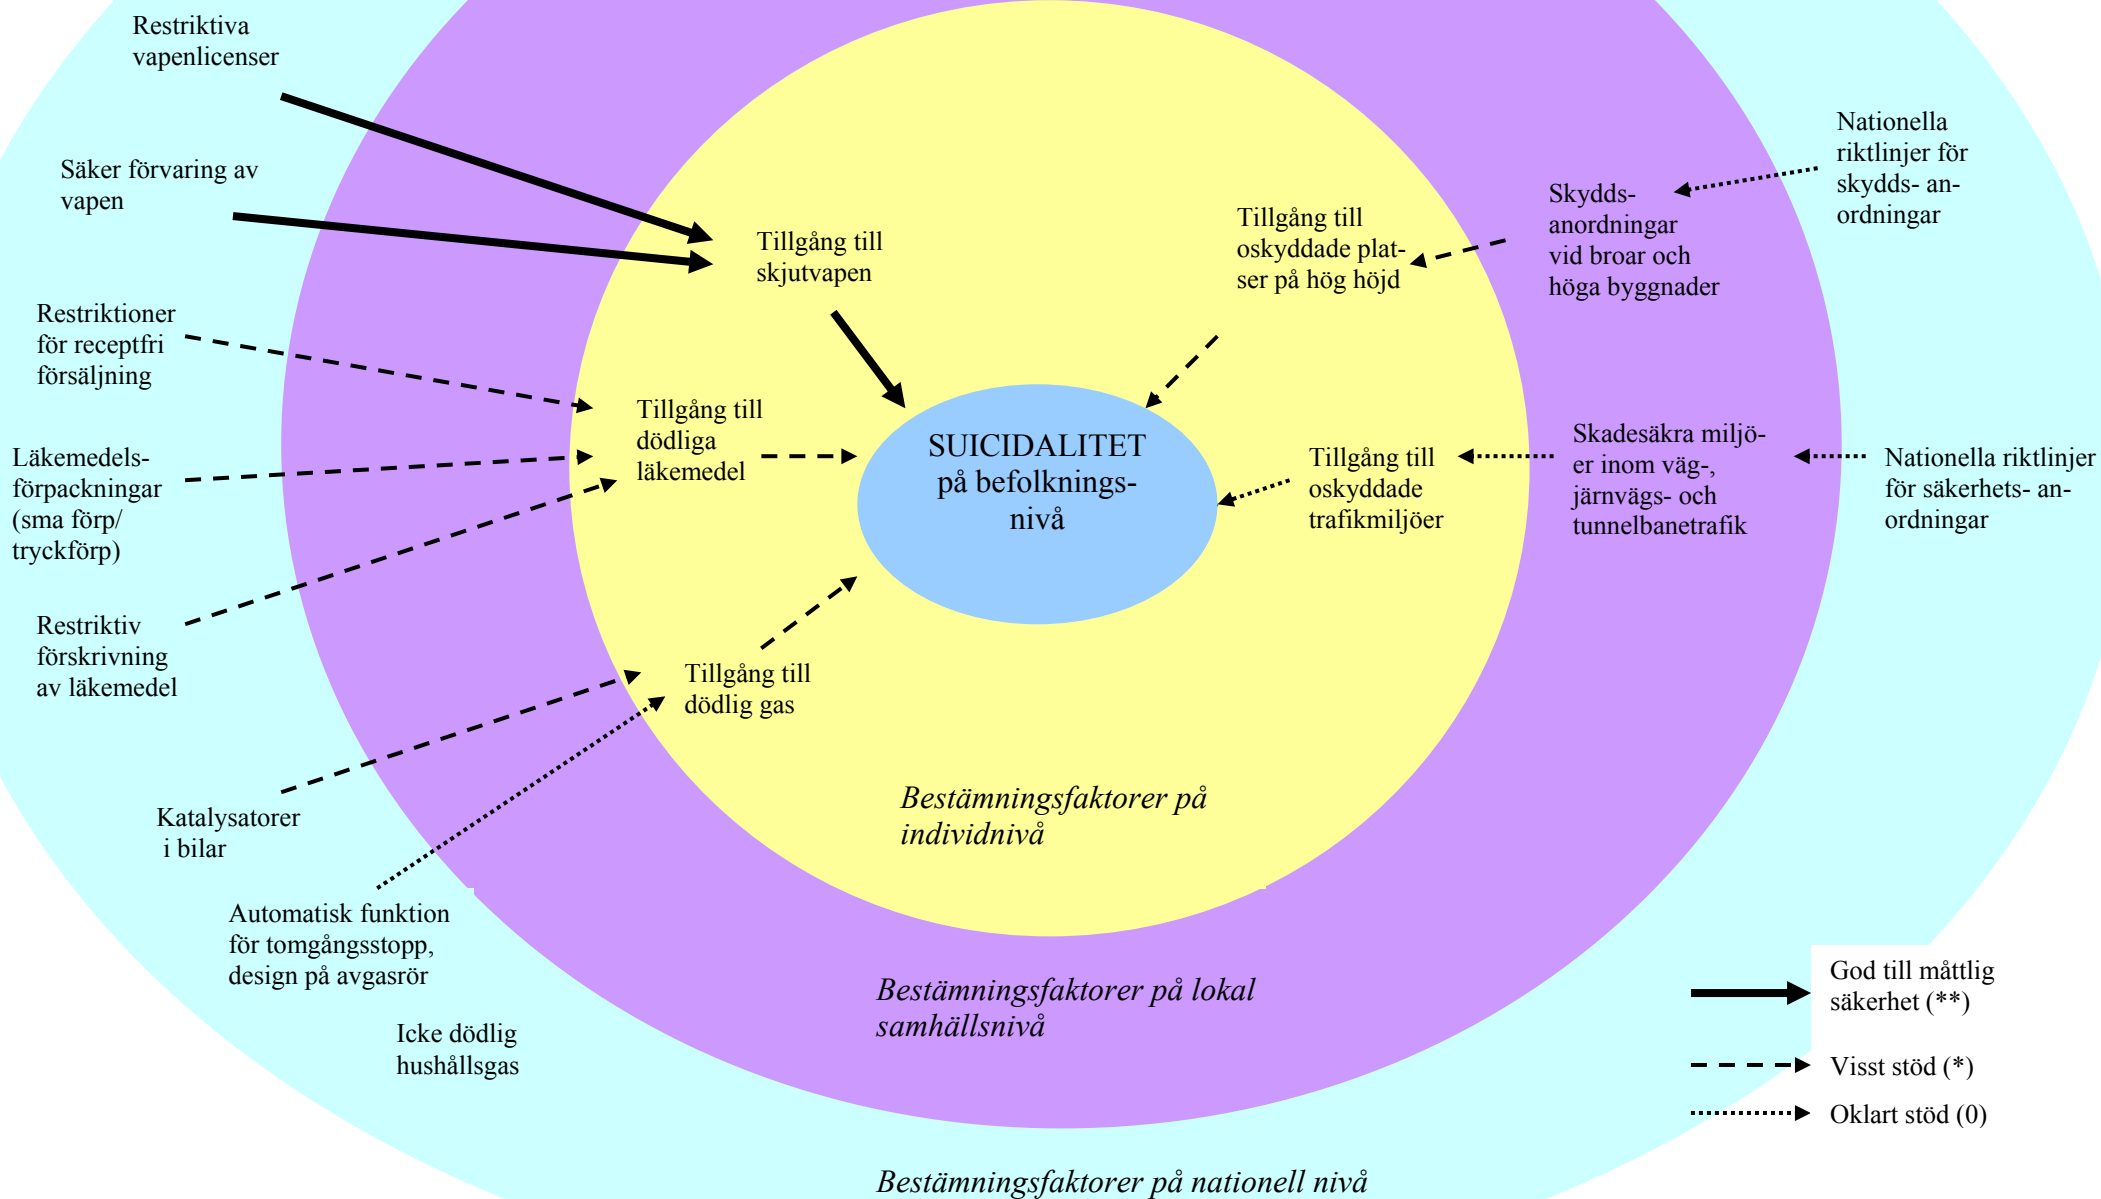 Restriktiva
vapenlicenser
Säker förvaring av
vapen
Restriktioner
för receptfri
försäljning
Läkemedels-
förpackningar
(sma förp/
tryckförp)
Restriktiv
förskrivning
av läkemedel
Katalysatorer
i bilar
Automatisk funktion
för tomgångsstopp,
design på avgasrör
Icke dödlig
hushållsgas
Tillgång till
skjutvapen
Tillgång till
dödliga
läkemedel
Tillgång till
dödlig gas
SUICIDALITET
på befolknings-
nivå
Tillgång till
oskyddade plat-
ser på hög höjd
Tillgång till
oskyddade
trafikmiljöer
Skydds-
anordningar
vid broar och
höga byggnader
Skadesäkra miljö-
er inom väg-,
järnvägs- och
tunnelbanetrafik
Nationella
riktlinjer för
skydds- an-
ordningar
Nationella riktlinjer
för säkerhets- an-
ordningar
Bestämningsfaktorer på
individnivå
Bestämningsfaktorer på lokal
samhällsnivå
Bestämningsfaktorer på nationell nivå
God till måttlig
säkerhet (**)
Visst stöd (*)
Oklart stöd (0)